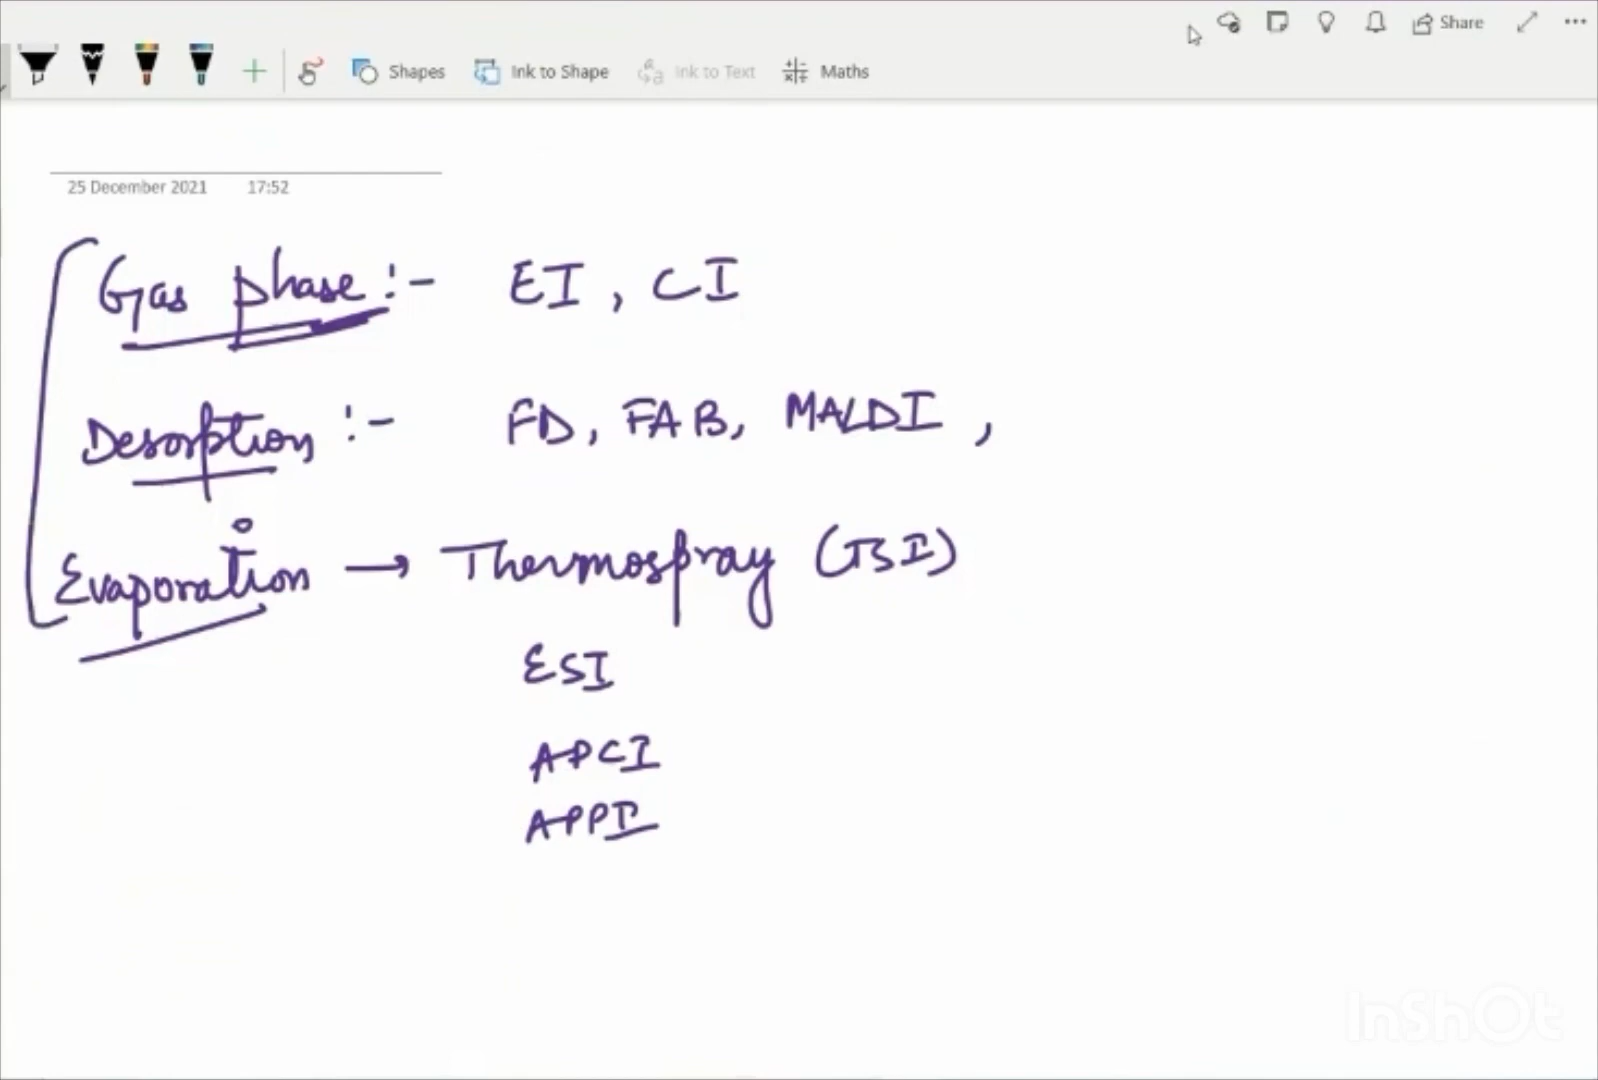 Share
Shapes Ink to Shape Ink to Text Maths
25 December 2021 17:52
Gas phase :- EI, CI
Desorption :- FD, FAB, MALDI,
Evaporation → Thermospray (TSI)
ESI
APCI
APPI
InShOt